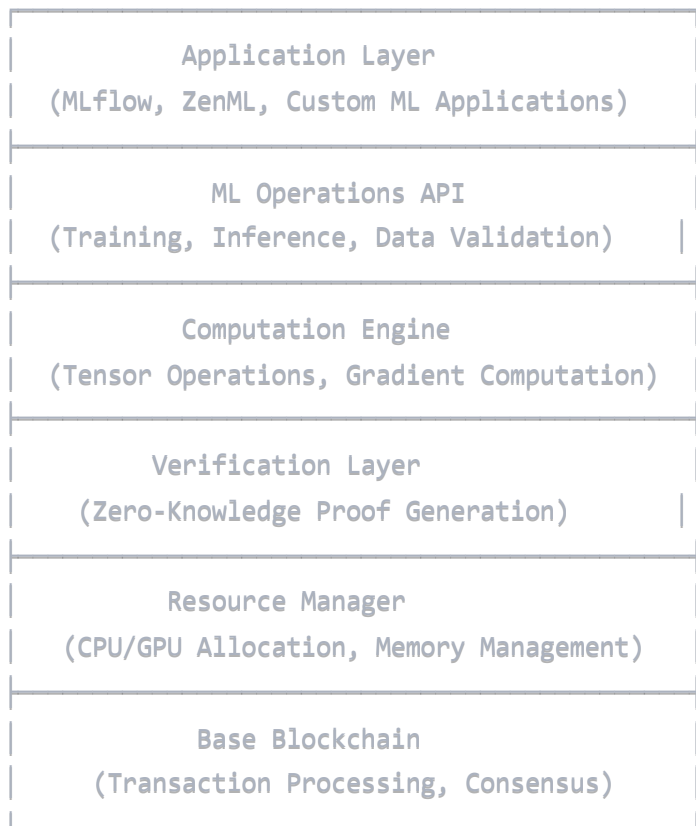 Application Layer
(MLflow, ZenML, Custom ML Applications)
ML Operations API
(Training, Inference, Data Validation)
Computation Engine
(Tensor Operations, Gradient Computation)
Verification Layer
(Zero-Knowledge Proof Generation)
Resource Manager
(CPU/GPU Allocation, Memory Management)
Base Blockchain
(Transaction Processing, Consensus)